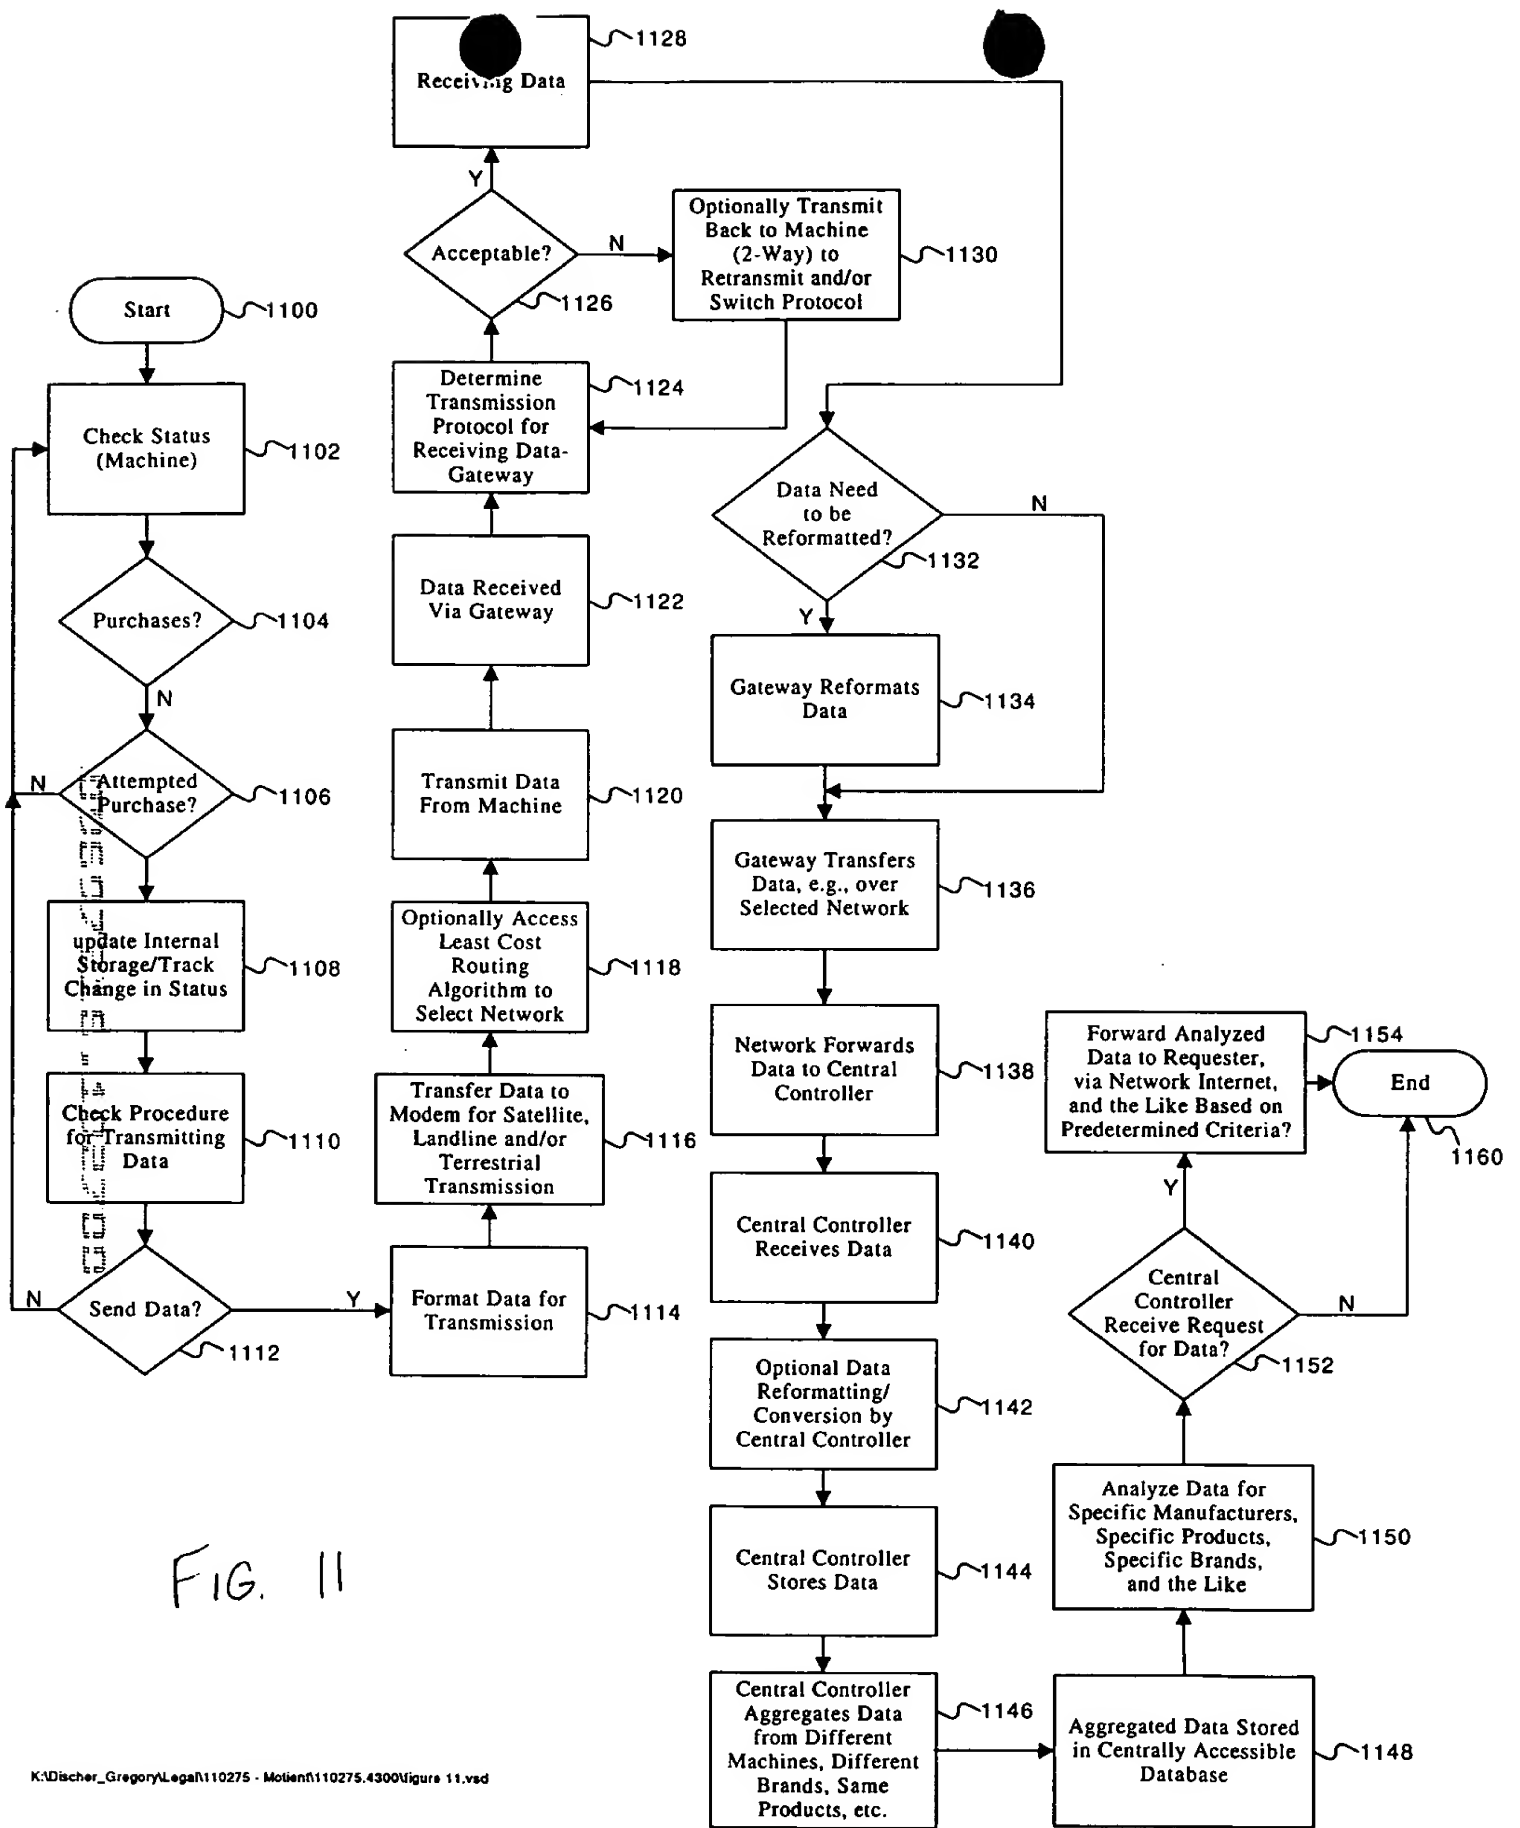 Start
1100
Check Status
(Machine)
1102
Purchases?
1104
N
Attempted
Purchase?
1106
N
update Internal
Storage/Track
Change in Status
1108
Check Procedure
for Transmitting
Data
1110
Send Data?
1112
N
Y
Format Data for
Transmission
1114
Transfer Data to
Modem for Satellite,
Landline and/or
Terrestrial
Transmission
1116
Optionally Access
Least Cost
Routing
Algorithm to
Select Network
1118
Transmit Data
From Machine
1120
Data Received
Via Gateway
1122
Determine
Transmission
Protocol for
Receiving Data-
Gateway
1124
Acceptable?
1126
Y
N
Receiving Data
1128
Optionally Transmit
Back to Machine
(2-Way) to
Retransmit and/or
Switch Protocol
1130
Data Need
to be
Reformatted?
1132
N
Y
Gateway Reformats
Data
1134
Gateway Transfers
Data, e.g., over
Selected Network
1136
Network Forwards
Data to Central
Controller
1138
Central Controller
Receives Data
1140
Optional Data
Reformatting/
Conversion by
Central Controller
1142
Central Controller
Stores Data
1144
Central Controller
Aggregates Data
from Different
Machines, Different
Brands, Same
Products, etc.
1146
Aggregated Data Stored
in Centrally Accessible
Database
1148
Analyze Data for
Specific Manufacturers,
Specific Products,
Specific Brands,
and the Like
1150
Central
Controller
Receive Request
for Data?
1152
Y
N
Forward Analyzed
Data to Requester,
via Network Internet,
and the Like Based on
Predetermined Criteria?
1154
End
1160
FIG. 11
K:\Discher_Gregory\Legal\110275 - Motient\110275.4300\figure 11.vsd